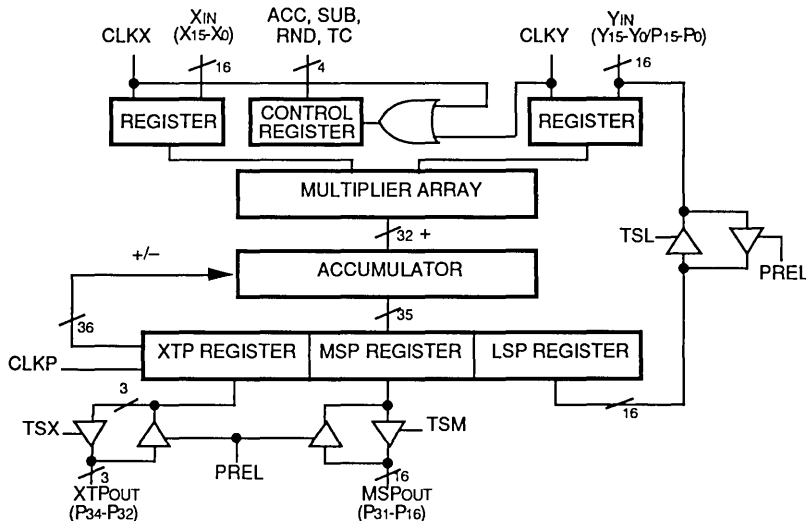 XIN
(X15-X0)
ACC, SUB,
RND, TC
YIN
(Y15-Y0/P15-P0)
CLKX
CLKY
16
4
16
REGISTER
CONTROL
REGISTER
REGISTER
MULTIPLIER ARRAY
32 +
TSL
PREL
+/−
ACCUMULATOR
36
35
XTP REGISTER
MSP REGISTER
LSP REGISTER
CLKP
3
16
TSX
TSM
PREL
3
16
XTPOUT
(P34-P32)
MSPOUT
(P31-P16)